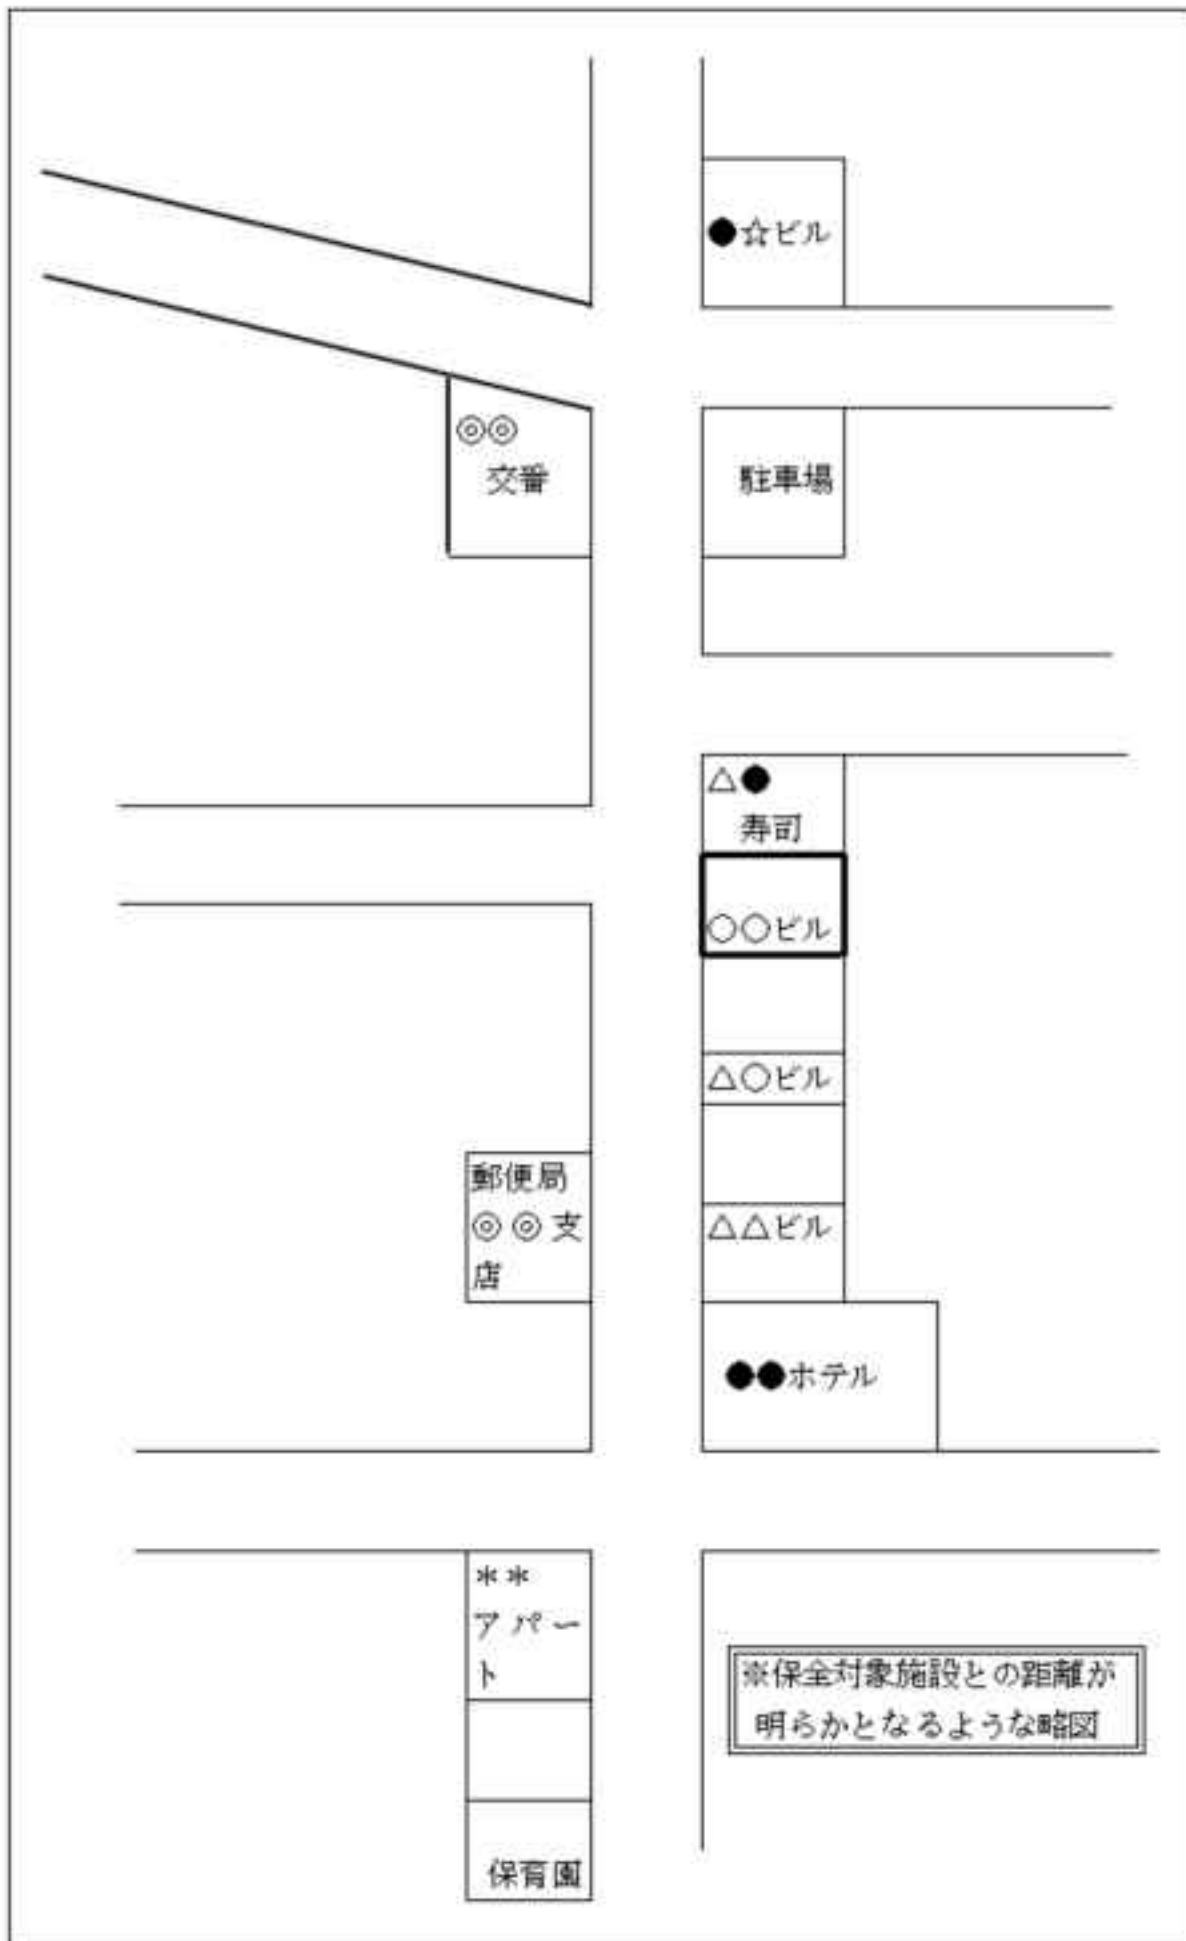 ●☆ビル
◎◎
交番
駐車場
△●
寿司
○○ビル
△○ビル
郵便局
◎◎支
店
△△ビル
●●ホテル
**
アパー
ト
※保全対象施設との距離が
明らかとなるような略図
保育園